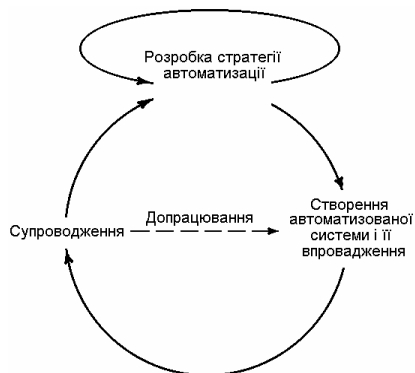 Розробка стратегії
автоматизації
Допрацювання
Супроводження
Створення
автоматизованої
системи і її
впровадження